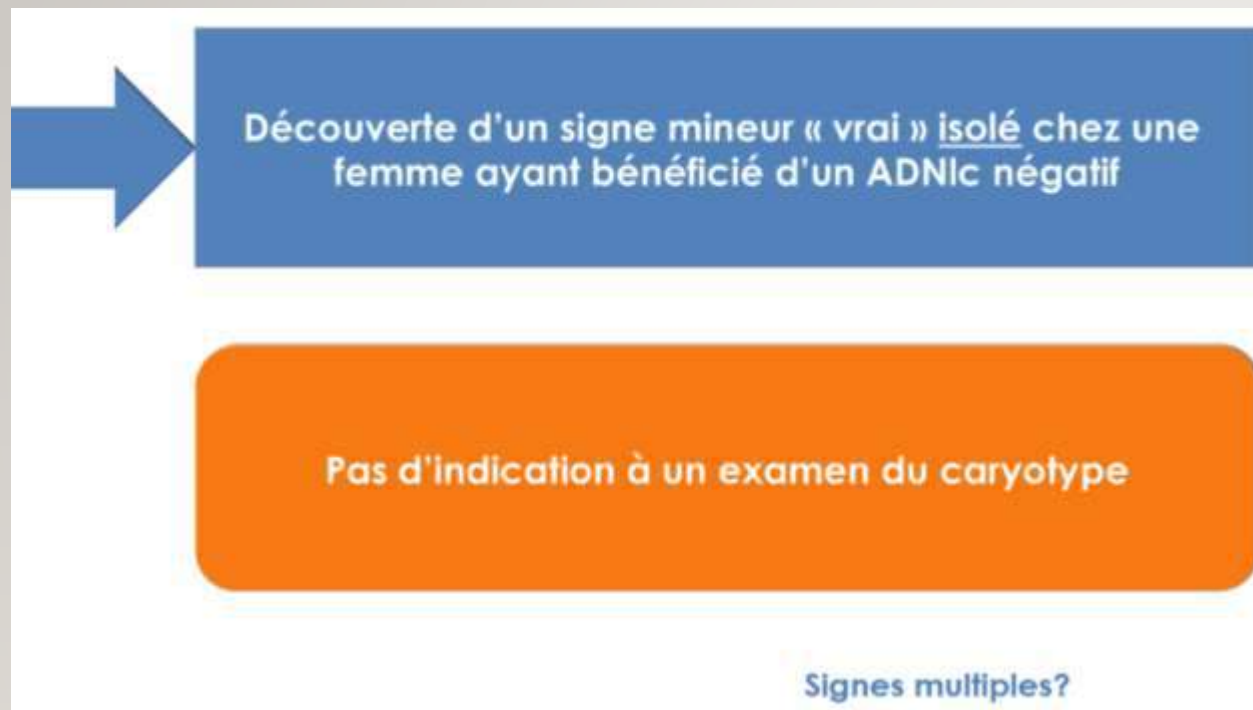 Découverte d'un signe mineur « vrai » isolé chez une
femme ayant bénéficié d'un ADNlc négatif
Pas d'indication à un examen du caryotype
Signes multiples?